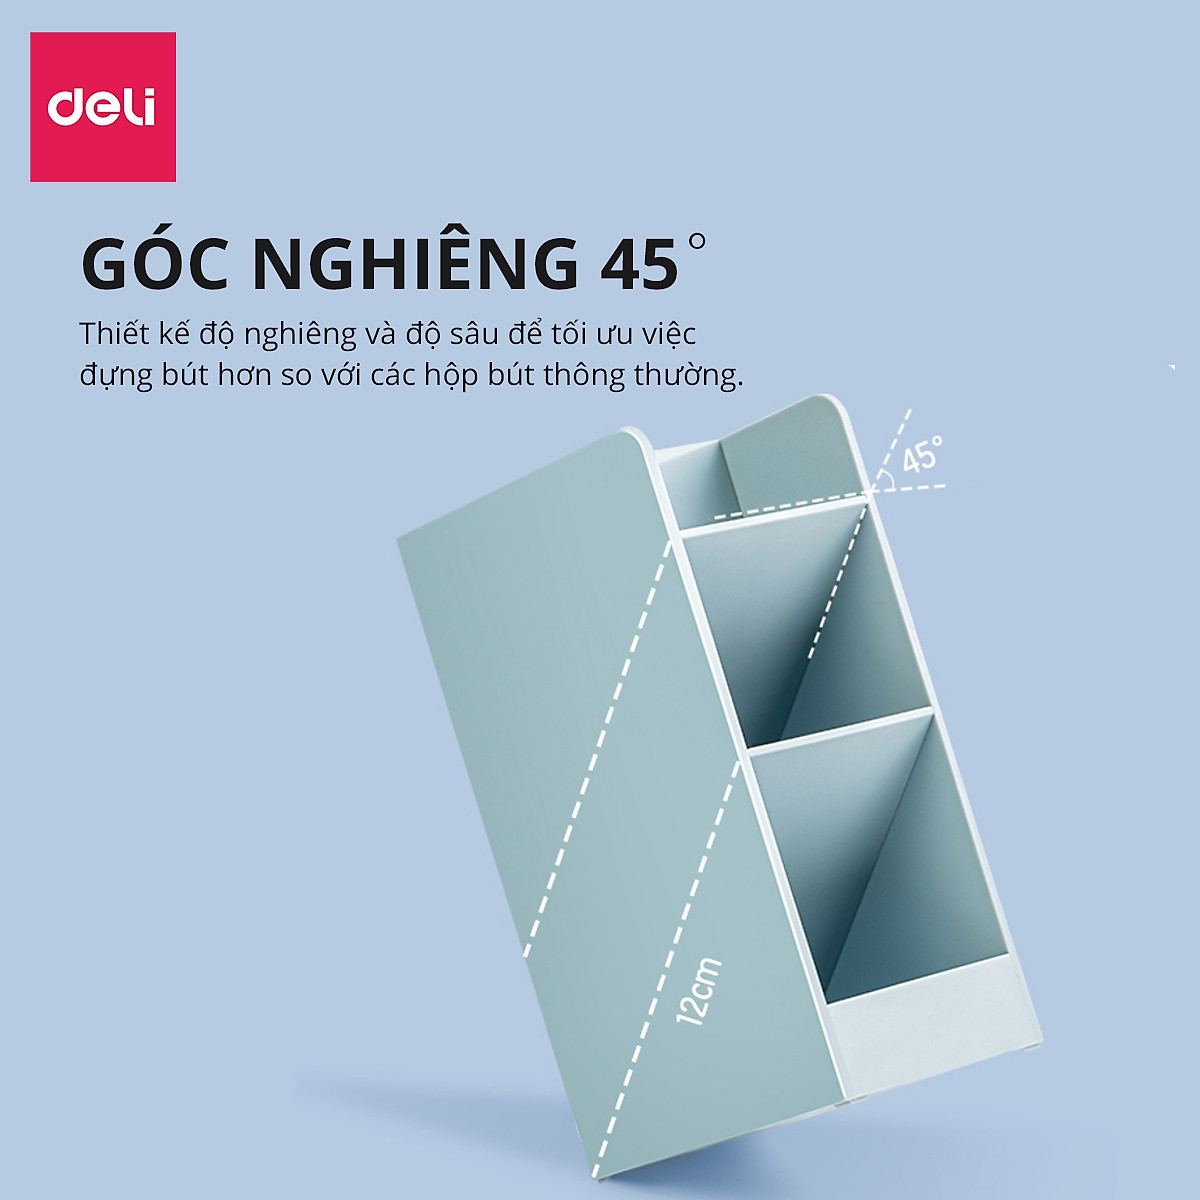 deli
GÓC NGHIÊNG 45°
Thiết kế độ nghiêng và độ sâu để tối ưu việc
đựng bút hơn so với các hộp bút thông thường.
45°
12cm